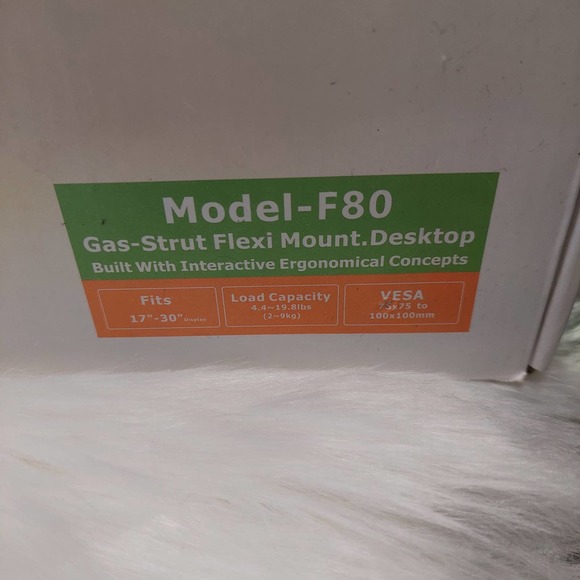 Model-F80
Gas-Strut Flexi Mount.Desktop
Built With Interactive Ergonomical Concepts
Fits
17"-30" Display
Load Capacity
4.4~19.8lbs
(2~9kg)
VESA
75x75 to
100x100mm